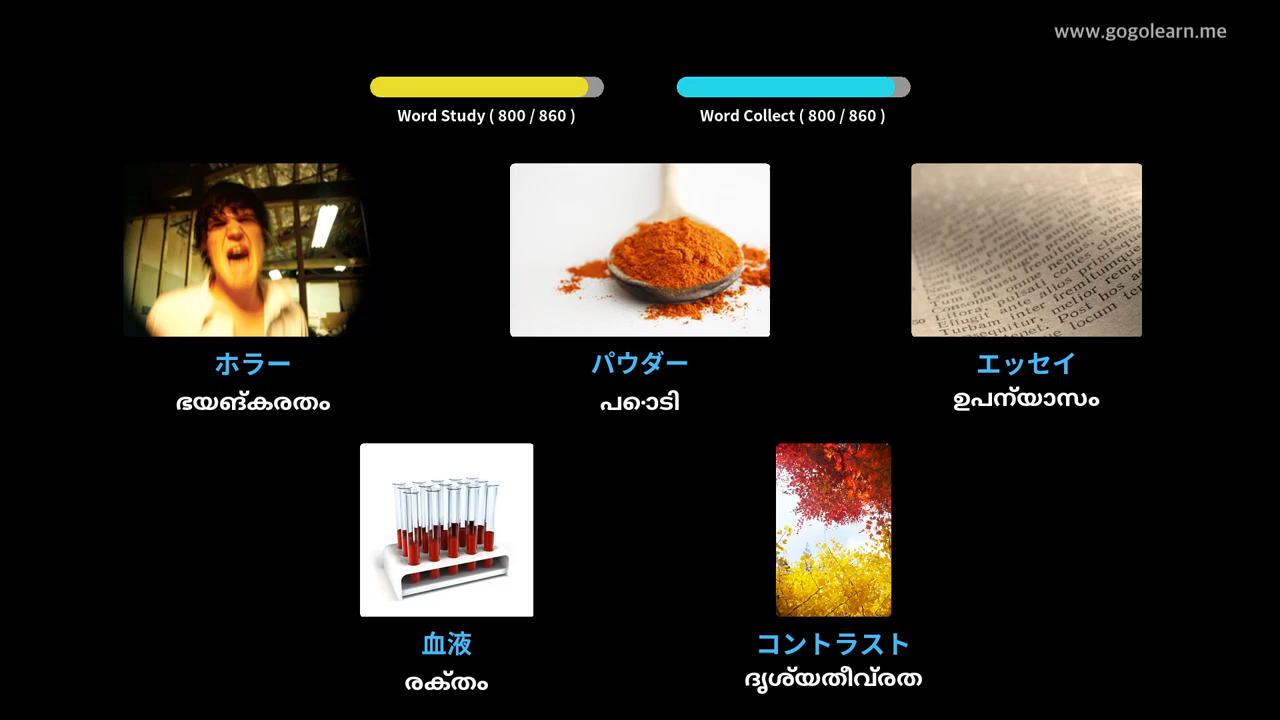 www.gogolearn.me
Word Study ( 800 / 860 )
Word Collect ( 800 / 860 )
ホラー
ഭയങ്കരതം
パウダー
പൊടി
エッセイ
ഉപന്യാസം
血液
രക്തം
コントラスト
ദൃശ്യതീവ്രത